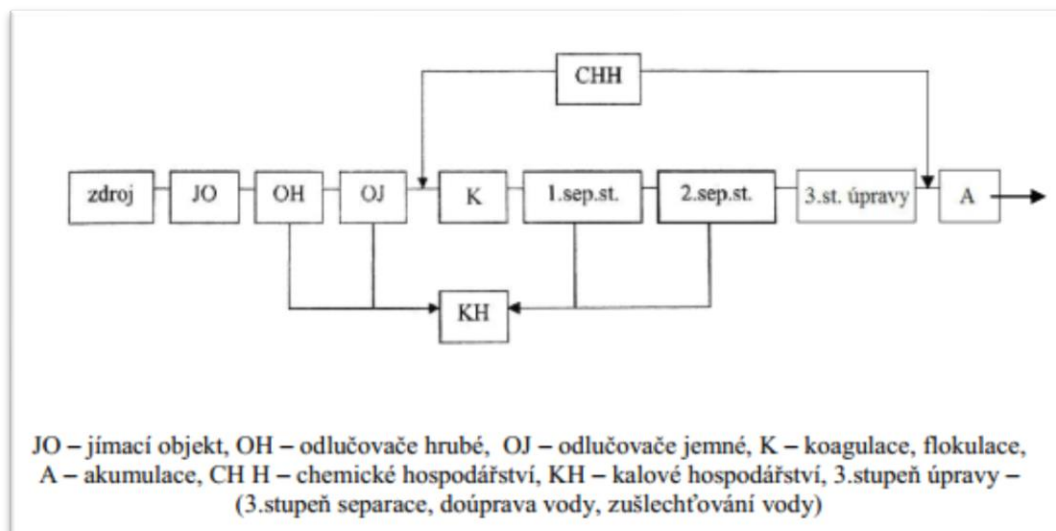 CHH
zdroj JO OH OJ K 1.sep.st. 2.sep.st. 3.st. úpravy A
KH
JO – jímací objekt, OH – odlučovače hrubé, OJ – odlučovače jemné, K – koagulace, flokulace,
A – akumulace, CH H – chemické hospodářství, KH – kalové hospodářství, 3.stupeň úpravy –
(3.stupeň separace, doúprava vody, zušlechťování vody)